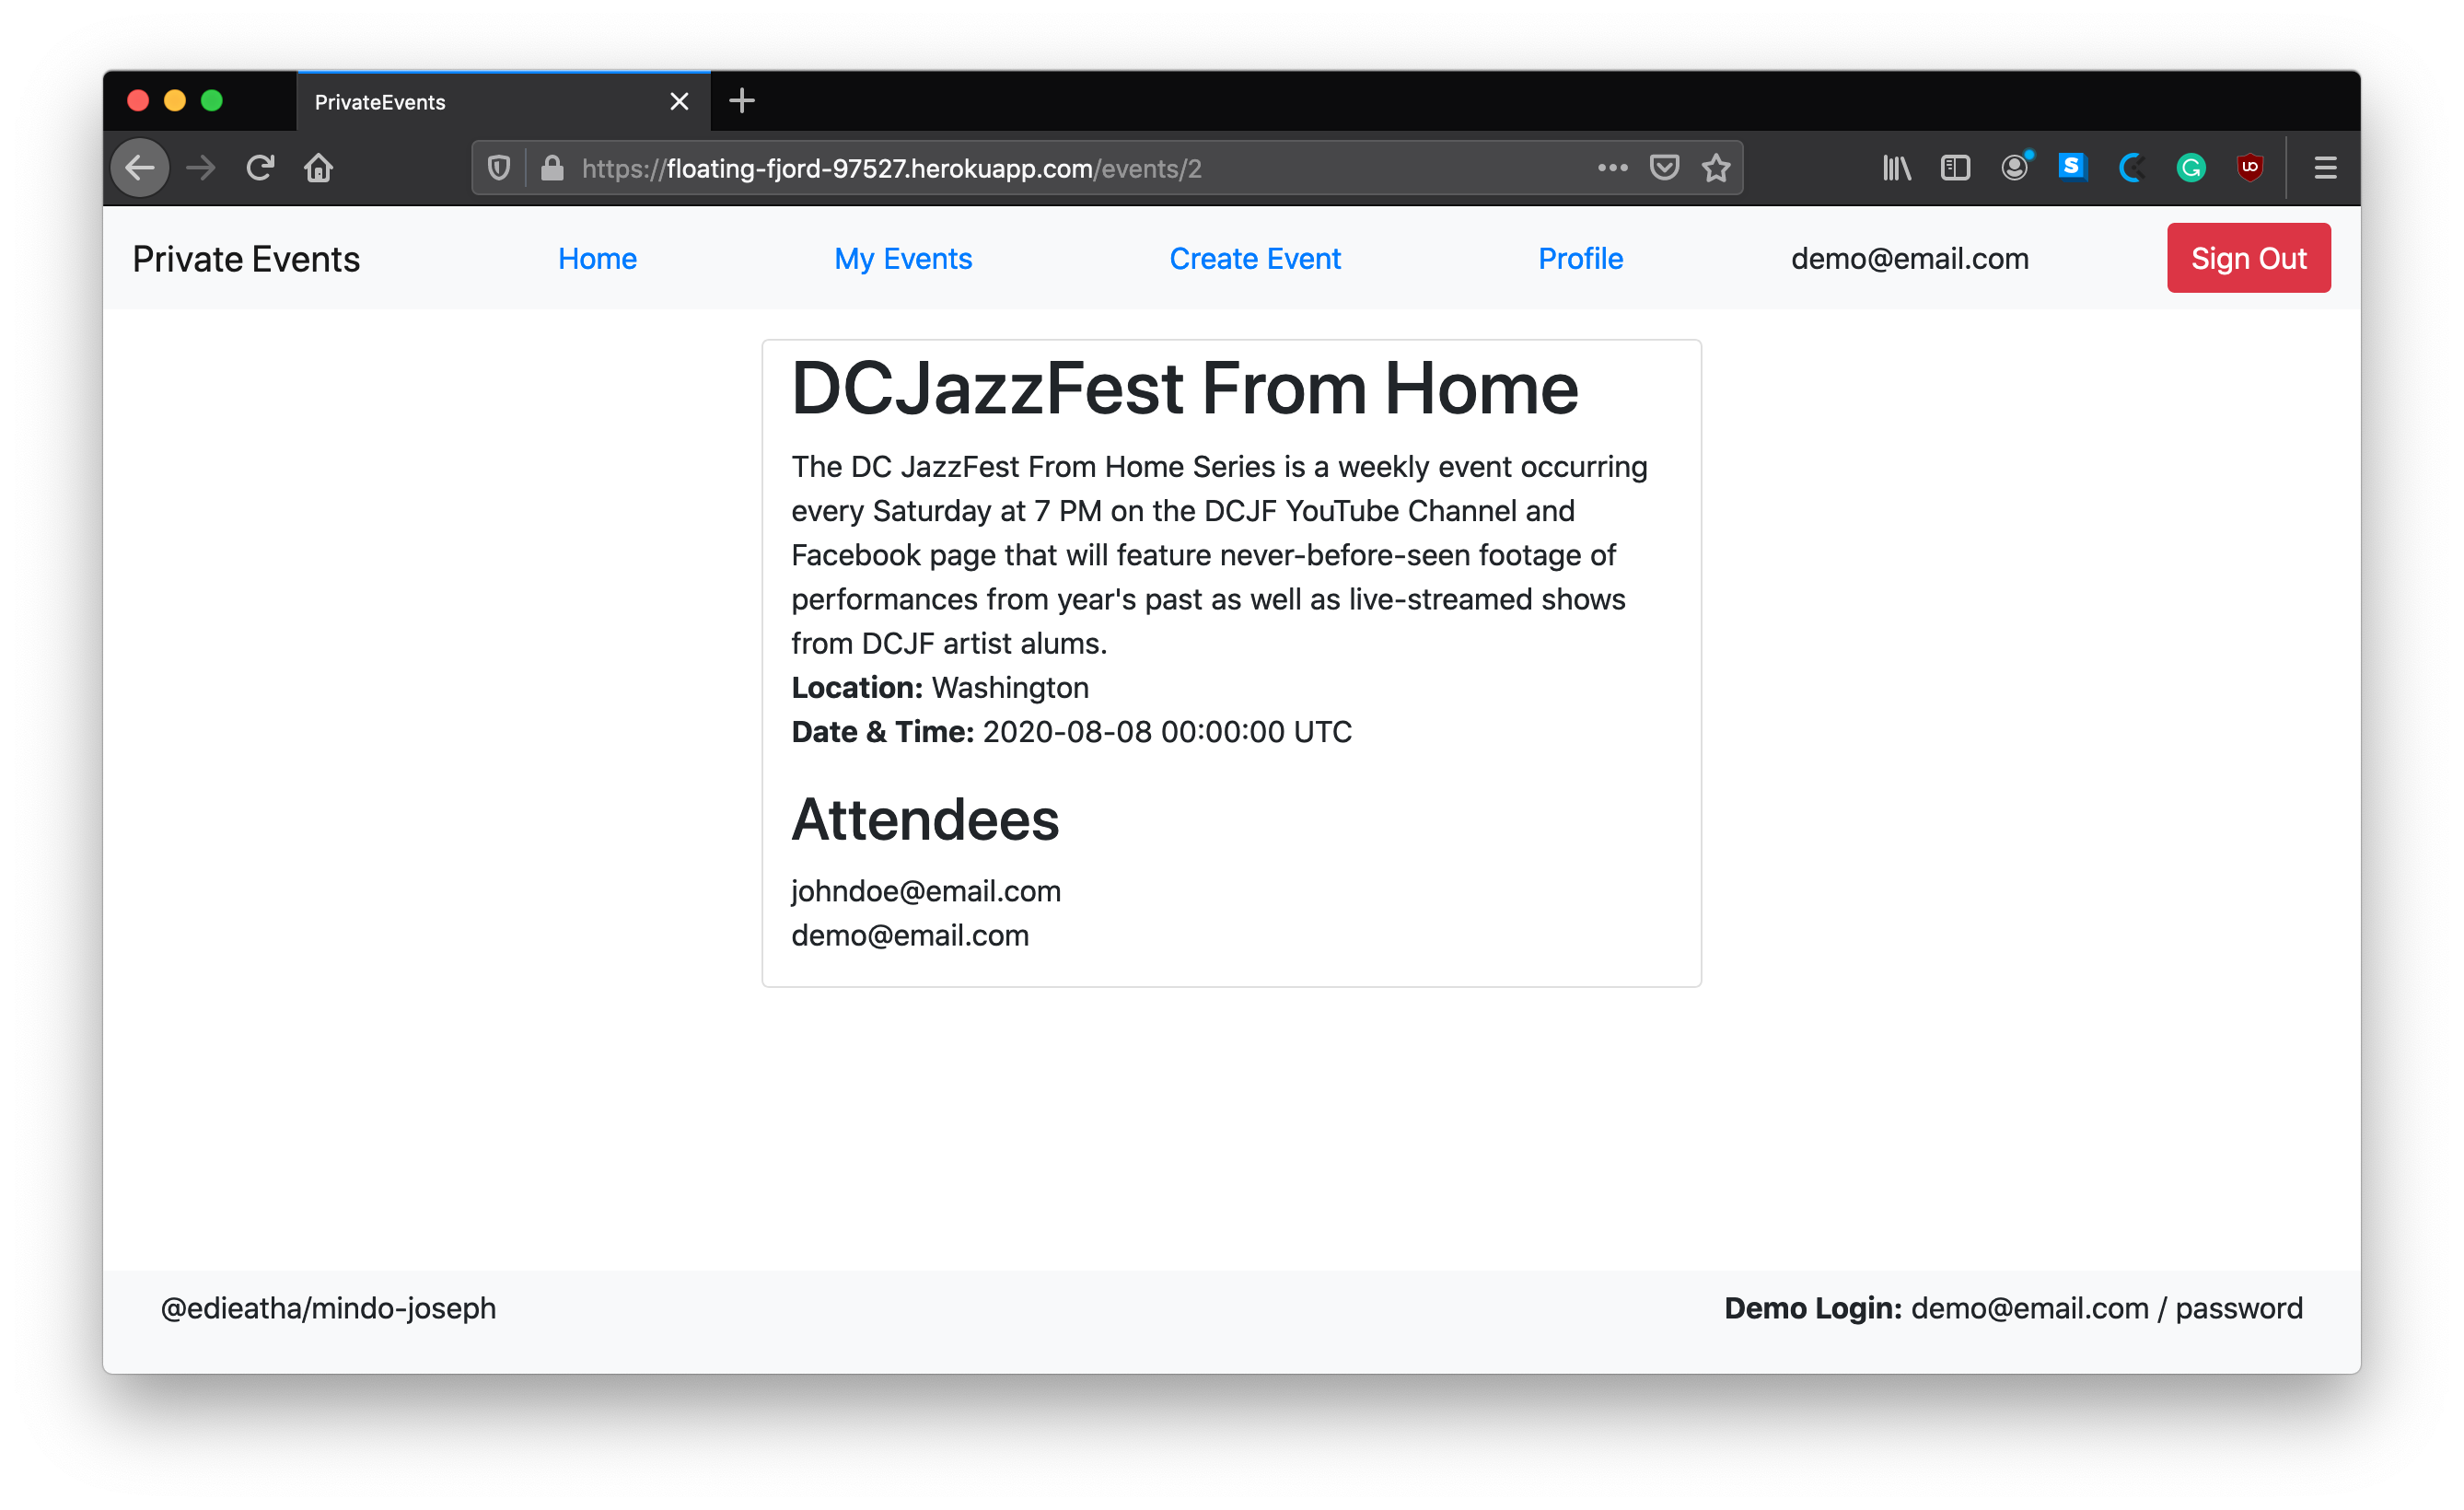 PrivateEvents
https://floating-fjord-97527.herokuapp.com/events/2
Private Events
Home
My Events
Create Event
Profile
demo@email.com
Sign Out
DCJazzFest From Home
The DC JazzFest From Home Series is a weekly event occurring
every Saturday at 7 PM on the DCJF YouTube Channel and
Facebook page that will feature never-before-seen footage of
performances from year's past as well as live-streamed shows
from DCJF artist alums.
Location: Washington
Date & Time: 2020-08-08 00:00:00 UTC
Attendees
johndoe@email.com
demo@email.com
@edieatha/mindo-joseph
Demo Login: demo@email.com / password